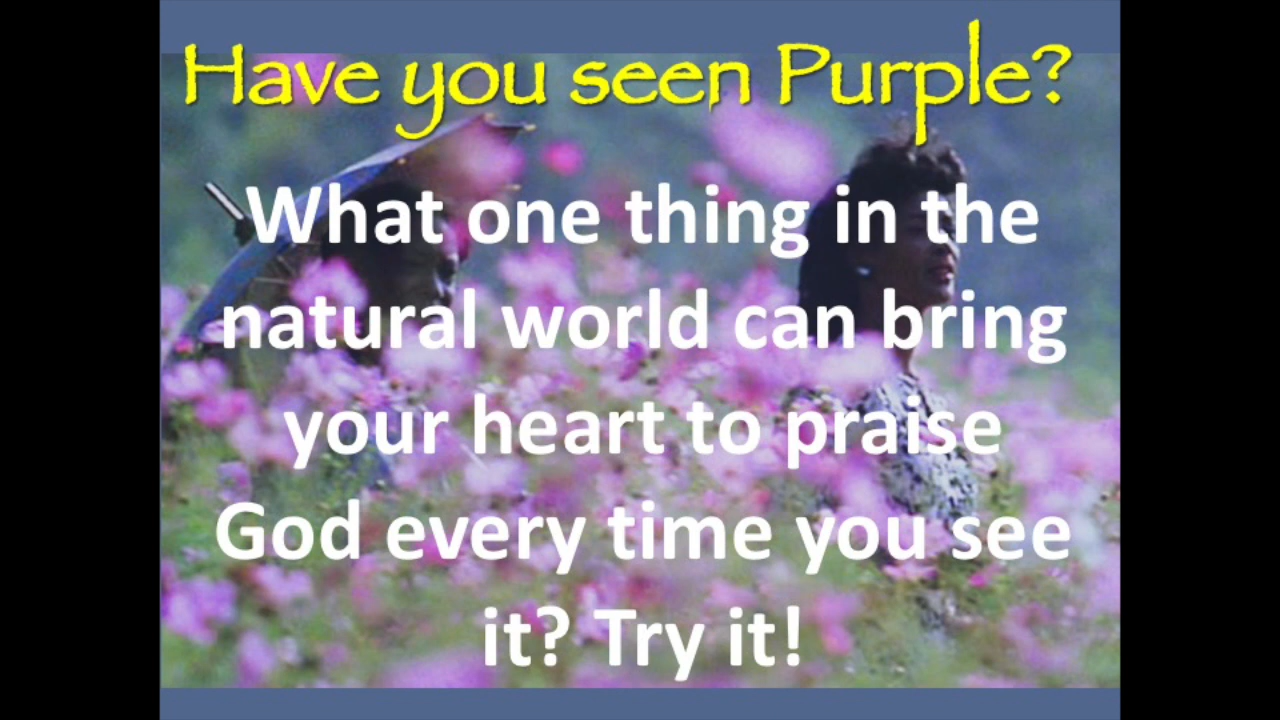 Have you seen Purple?
What one thing in the
natural world can bring
your heart to praise
God every time you see
it? Try it!